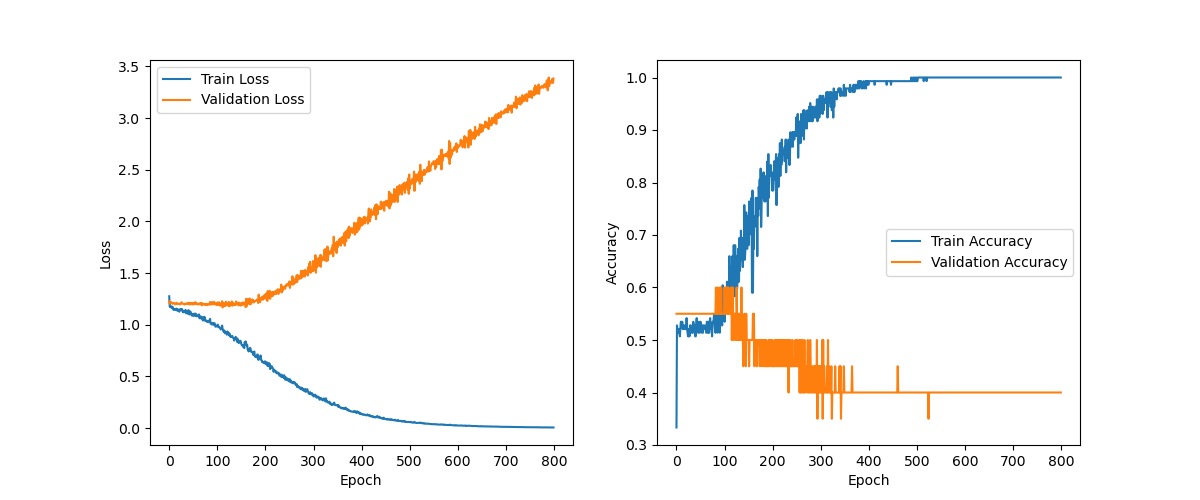 3.5
3.0
2.5
2.0
1.5
1.0
0.5
0.0
Loss
Train Loss
Validation Loss
0 100 200 300 400 500 600 700 800
Epoch
1.0
0.9
0.8
0.7
0.6
0.5
0.4
0.3
Accuracy
Train Accuracy
Validation Accuracy
0 100 200 300 400 500 600 700 800
Epoch